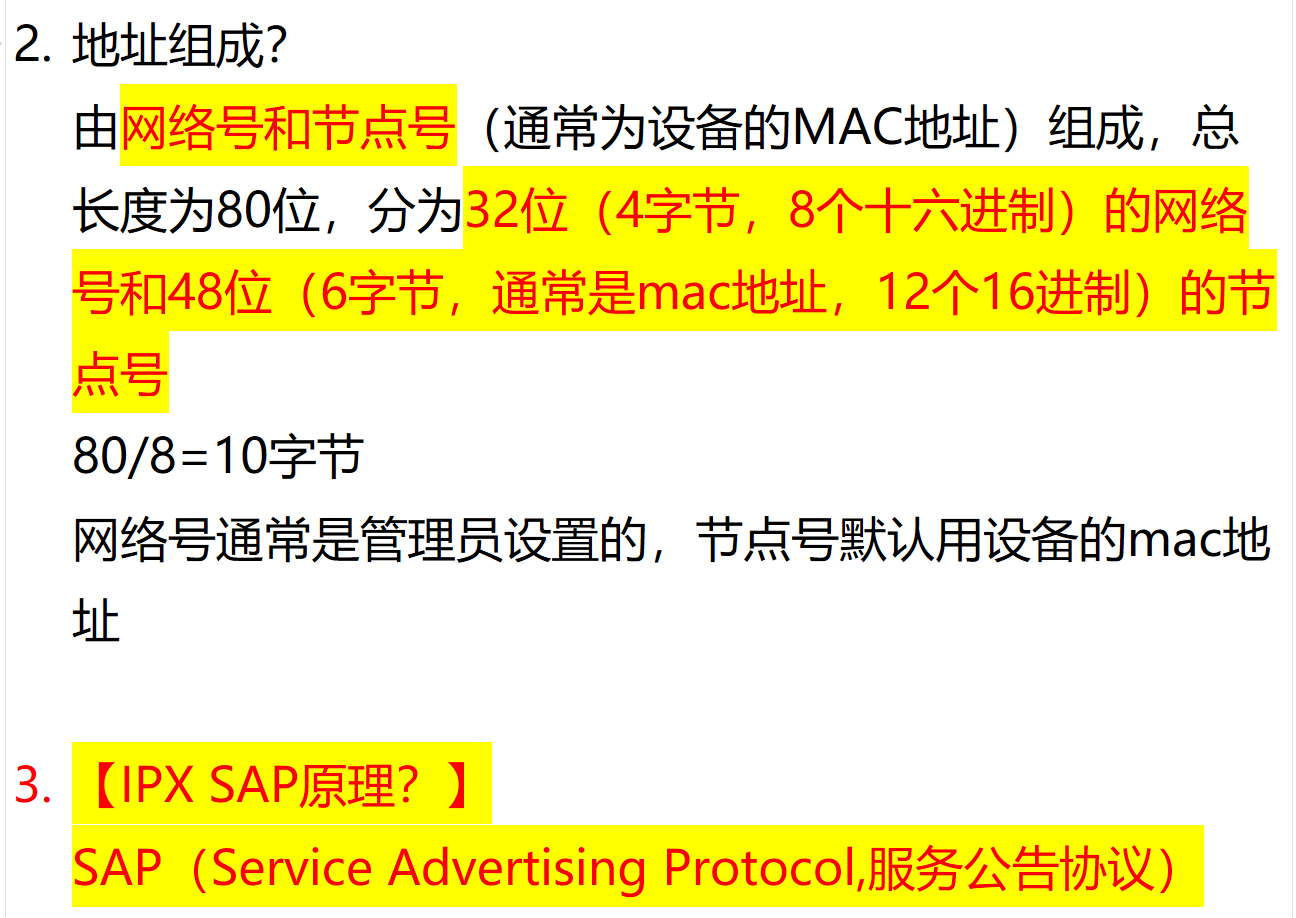 2. 地址组成？
由网络号和节点号（通常为设备的MAC地址）组成，总
长度为80位，分为32位（4字节，8个十六进制）的网络
号和48位（6字节，通常是mac地址，12个16进制）的节
点号
80/8=10字节
网络号通常是管理员设置的，节点号默认用设备的mac地
址
3. 【IPX SAP原理？】
SAP（Service Advertising Protocol,服务公告协议）